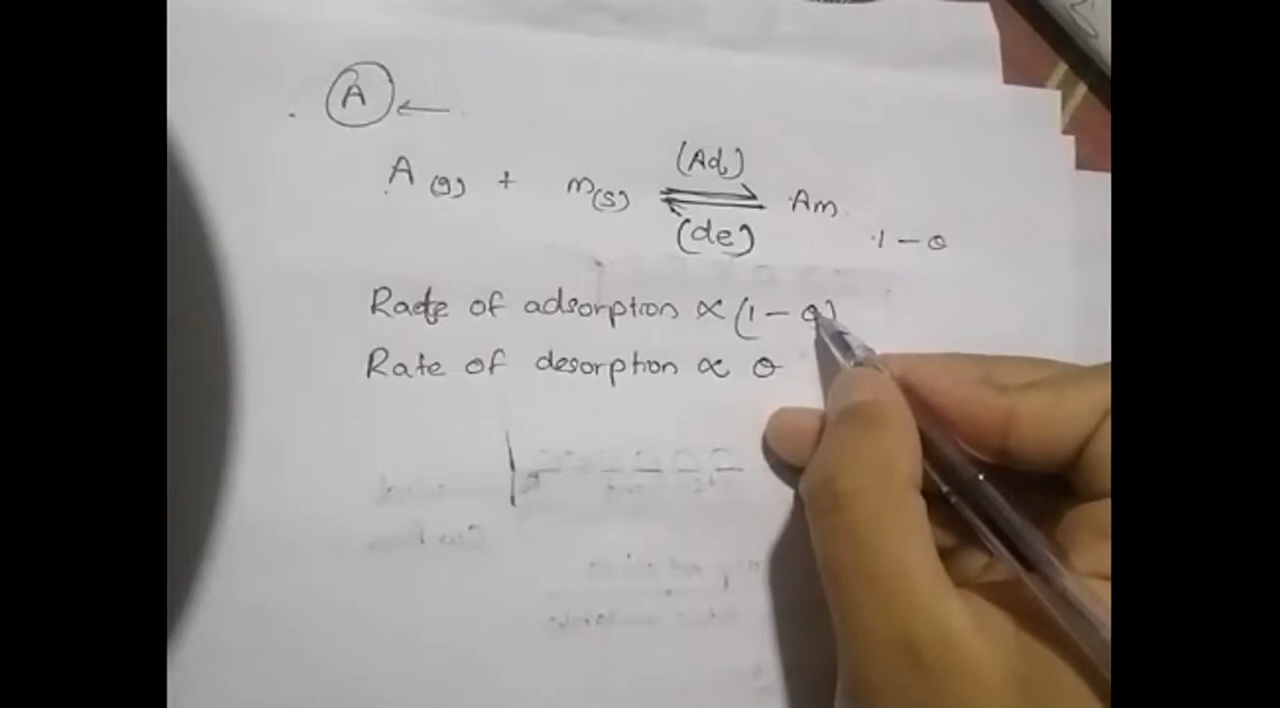 A ←
(Ad)
A (g) + m(s) ⇌ Am
(de)
1 - θ
Rate of adsorption ∝ (1 - θ)
Rate of desorption ∝ θ